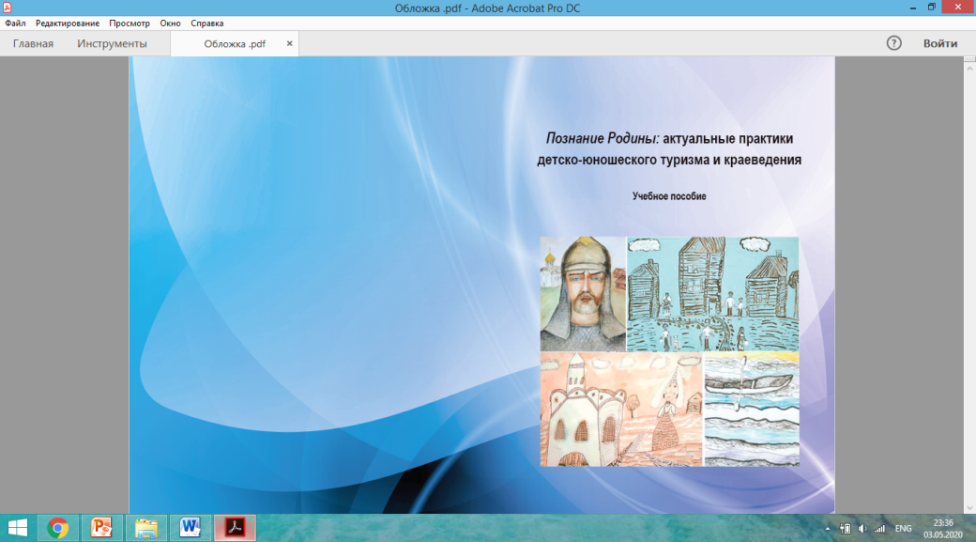 Обложка .pdf - Adobe Acrobat Pro DC
Файл Редактирование Просмотр Окно Справка
Главная Инструменты Обложка .pdf × ? Войти
Познание Родины: актуальные практики
детско-юношеского туризма и краеведения
Учебное пособие
ENG
23:36
03.05.2020